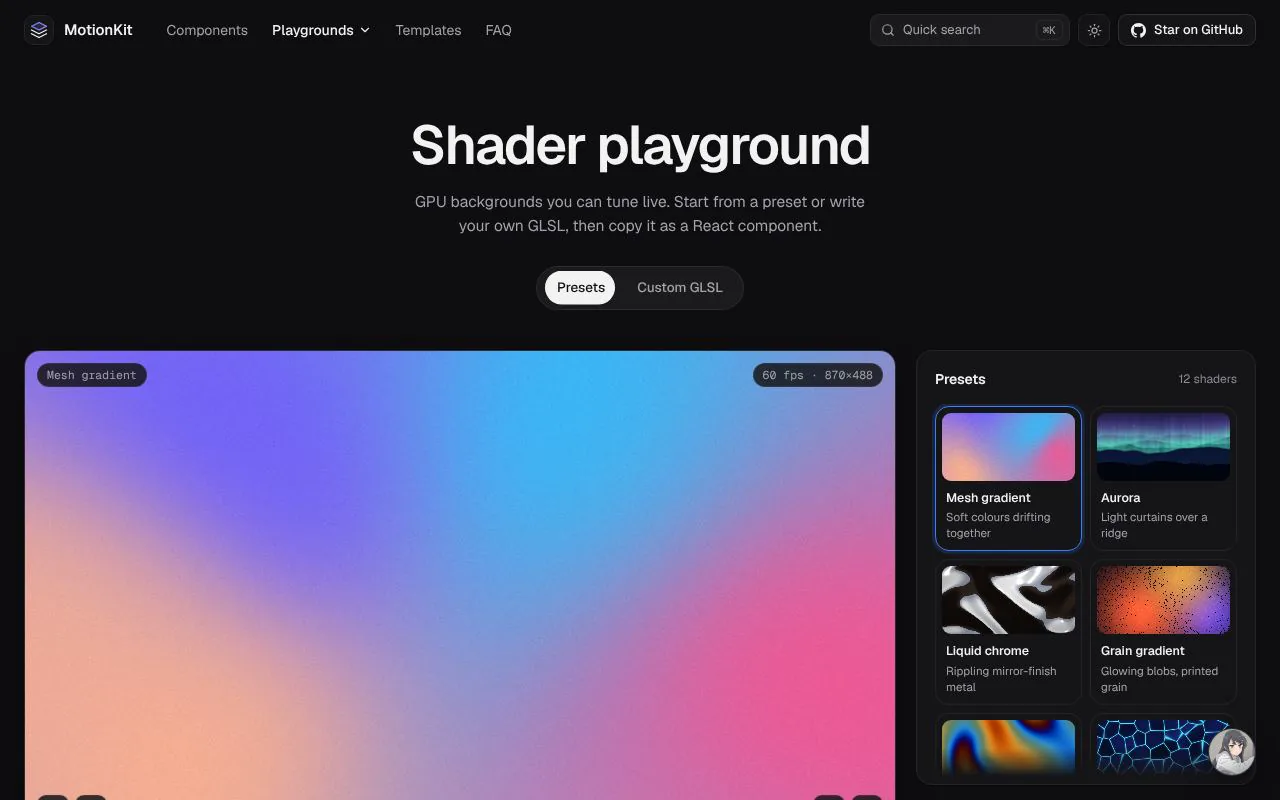 MotionKit
Components
Playgrounds
Templates
FAQ
Quick search
⌘K
Star on GitHub
Shader playground
GPU backgrounds you can tune live. Start from a preset or write
your own GLSL, then copy it as a React component.
Presets
Custom GLSL
Mesh gradient
60 fps · 870×488
Presets
12 shaders
Mesh gradient
Soft colours drifting
together
Aurora
Light curtains over a
ridge
Liquid chrome
Rippling mirror-finish
metal
Grain gradient
Glowing blobs, printed
grain